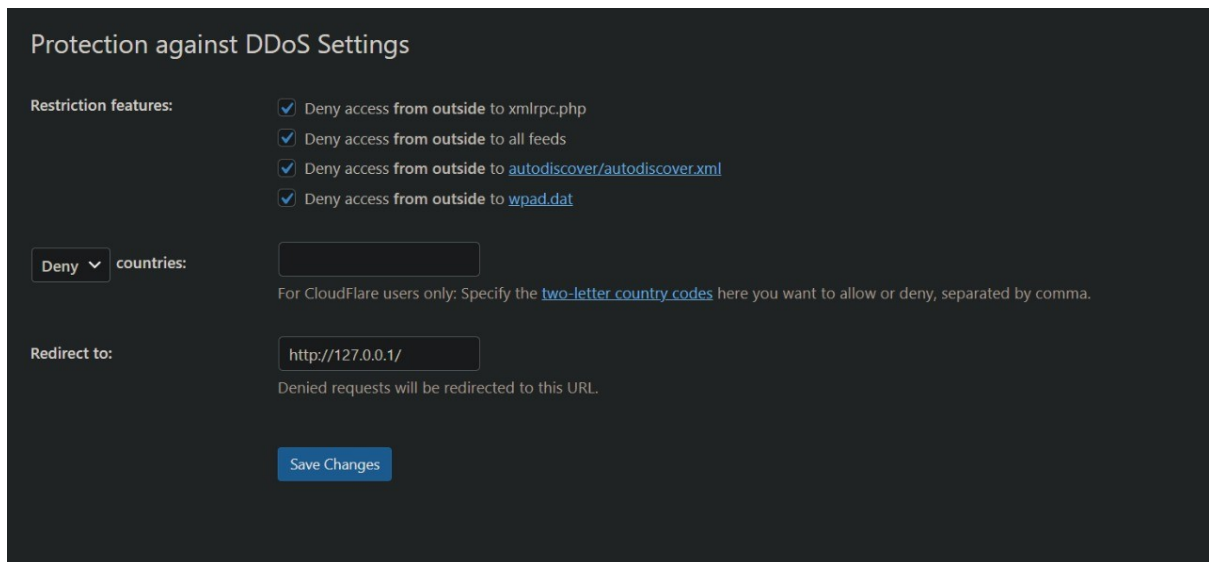 Protection against DDoS Settings
Restriction features:
Deny access from outside to xmlrpc.php
Deny access from outside to all feeds
Deny access from outside to autodiscover/autodiscover.xml
Deny access from outside to wpad.dat
Deny countries:
For CloudFlare users only: Specify the two-letter country codes here you want to allow or deny, separated by comma.
Redirect to:
http://127.0.0.1/
Denied requests will be redirected to this URL.
Save Changes